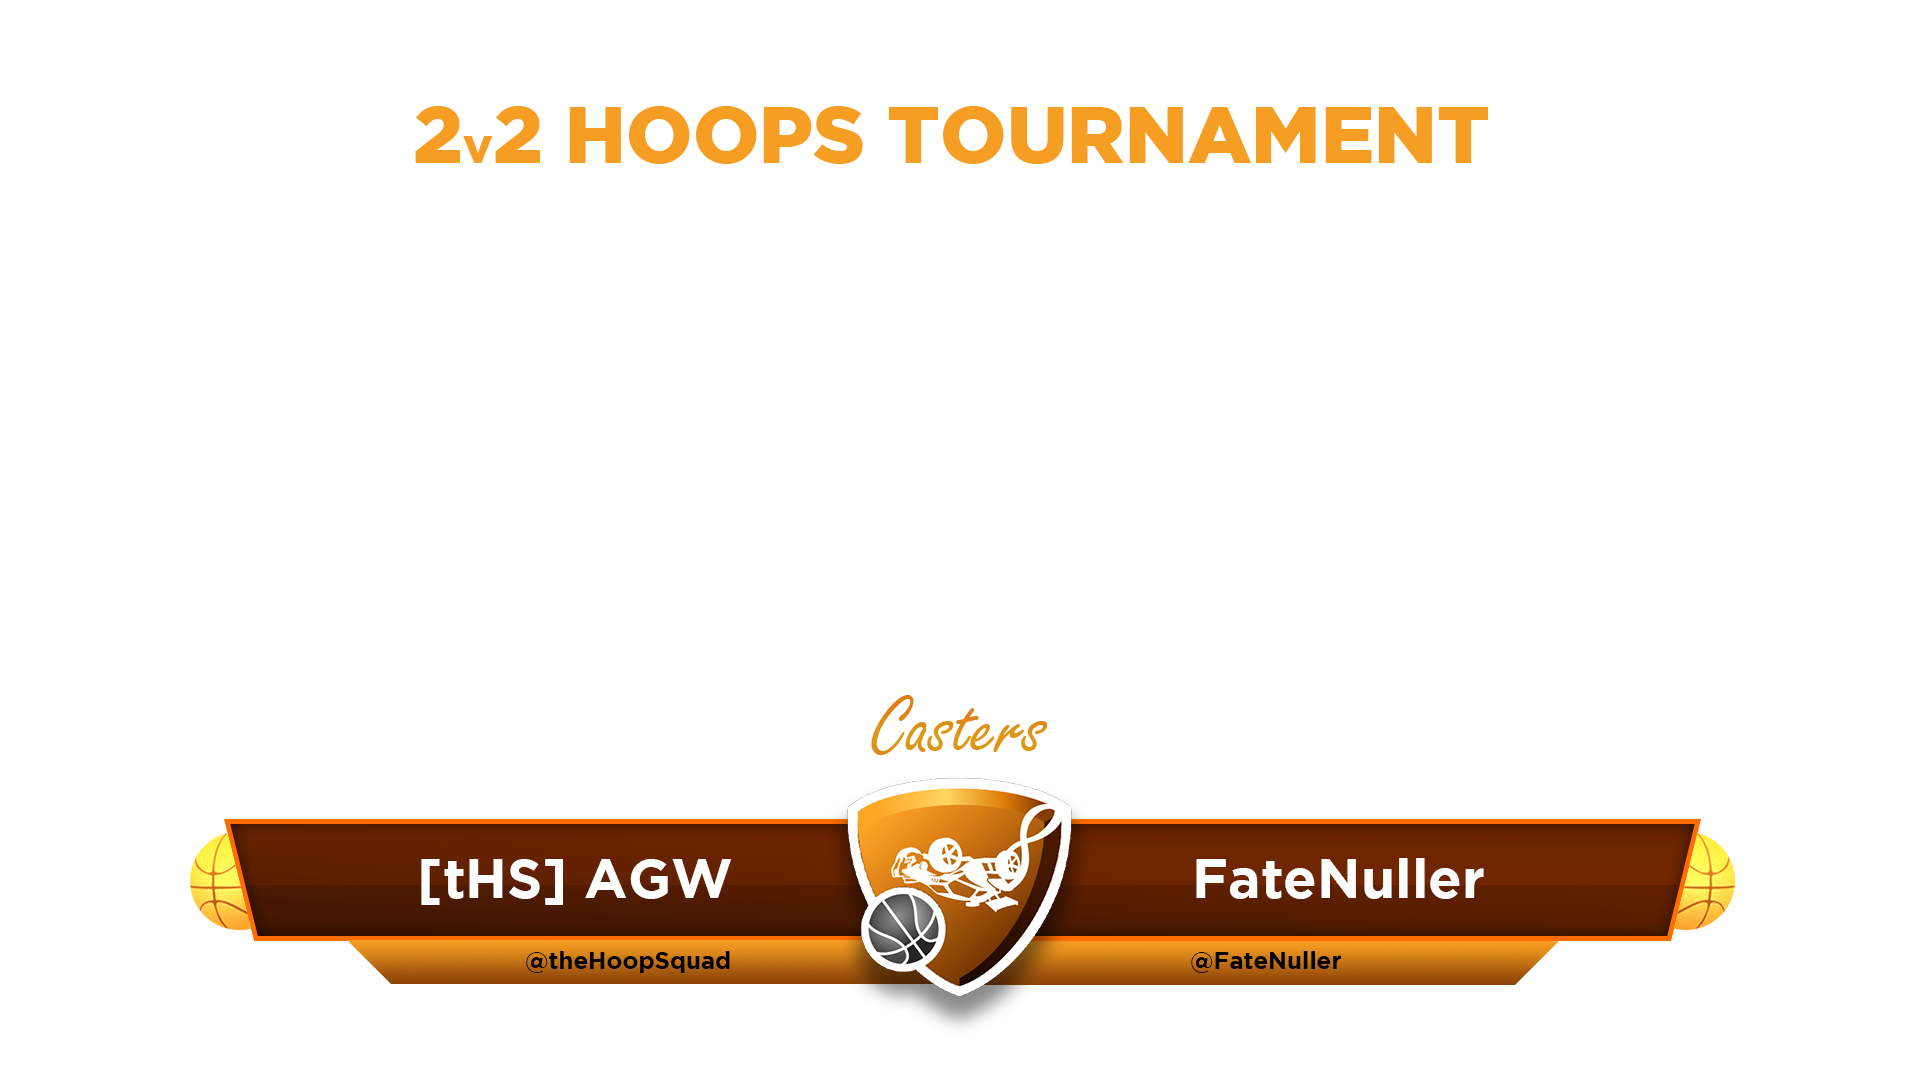 2v2 HOOPS TOURNAMENT
Casters
[tHS] AGW
FateNuller
@theHoopSquad
@FateNuller